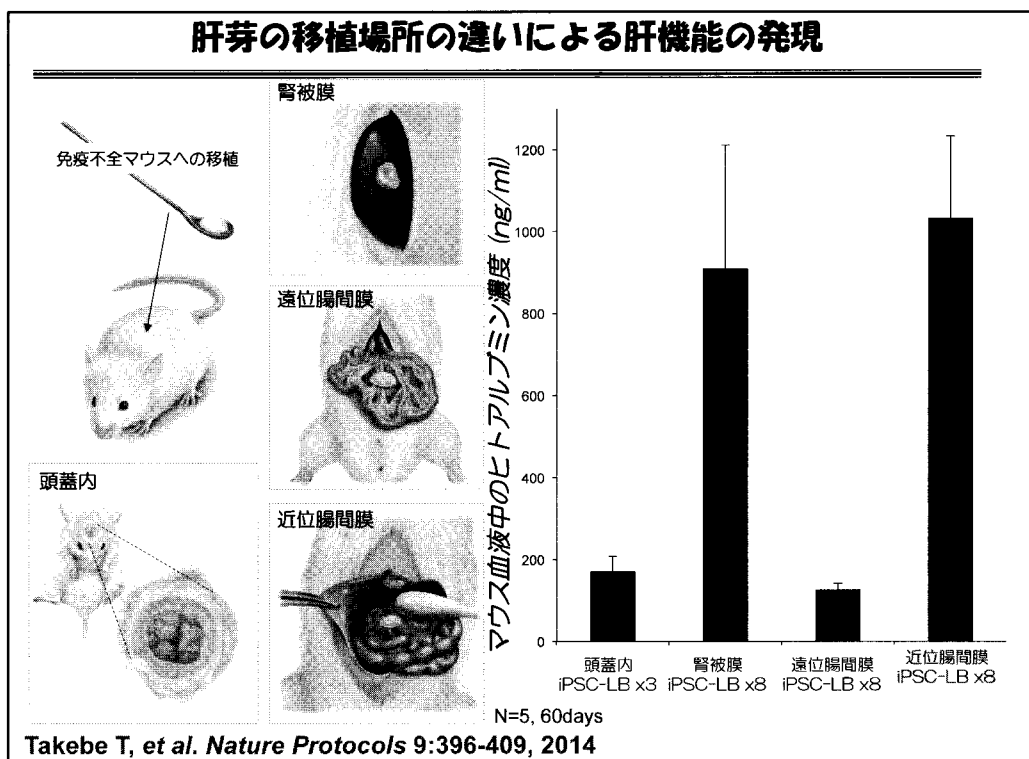 肝芽の移植場所の違いによる肝機能の発現
免疫不全マウスへの移植
腎被膜
遠位腸間膜
頭蓋内
近位腸間膜
マウス血液中のヒトアルブミン濃度 (ng/ml)
1200
1000
800
600
400
200
0
頭蓋内
iPSC-LB x3
腎被膜
iPSC-LB x8
遠位腸間膜
iPSC-LB x8
近位腸間膜
iPSC-LB x8
N=5, 60days
Takebe T, et al. Nature Protocols 9:396-409, 2014